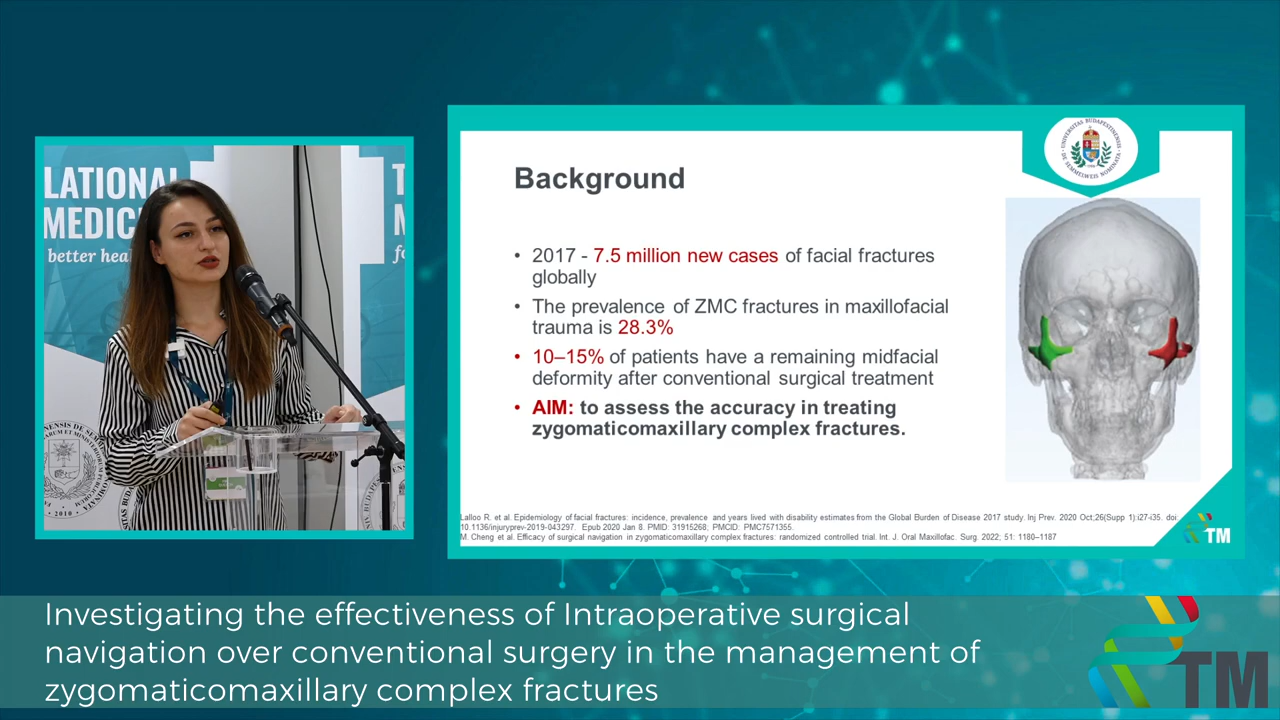 LATIONAL
MEDIC
better hea
T
M
fo
Background
• 2017 - 7.5 million new cases of facial fractures
globally
• The prevalence of ZMC fractures in maxillofacial
trauma is 28.3%
• 10–15% of patients have a remaining midfacial
deformity after conventional surgical treatment
• AIM: to assess the accuracy in treating
zygomaticomaxillary complex fractures.
UNIVERSITAS BUDAPESTINENSIS
DE SEMMELWEIS NOMINATA
Lalloo R. et al. Epidemiology of facial fractures: incidence, prevalence and years lived with disability estimates from the Global Burden of Disease 2017 study. Inj Prev. 2020 Oct;26(Supp 1):i27-i35. doi:
10.1136/injuryprev-2019-043297. Epub 2020 Jan 8. PMID: 31915268; PMCID: PMC7571355.
M. Cheng et al. Efficacy of surgical navigation in zygomaticomaxillary complex fractures: randomized controlled trial. Int. J. Oral Maxillofac. Surg. 2022; 51: 1180–1187
TM
Investigating the effectiveness of Intraoperative surgical
navigation over conventional surgery in the management of
zygomaticomaxillary complex fractures
TM